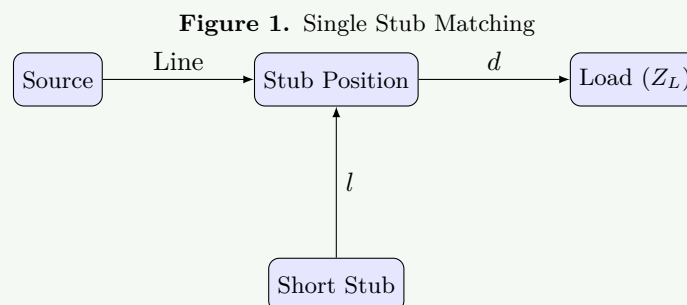 Figure 1. Single Stub Matching
Line
d
Source
Stub Position
Load (Z_L)
l
Short Stub